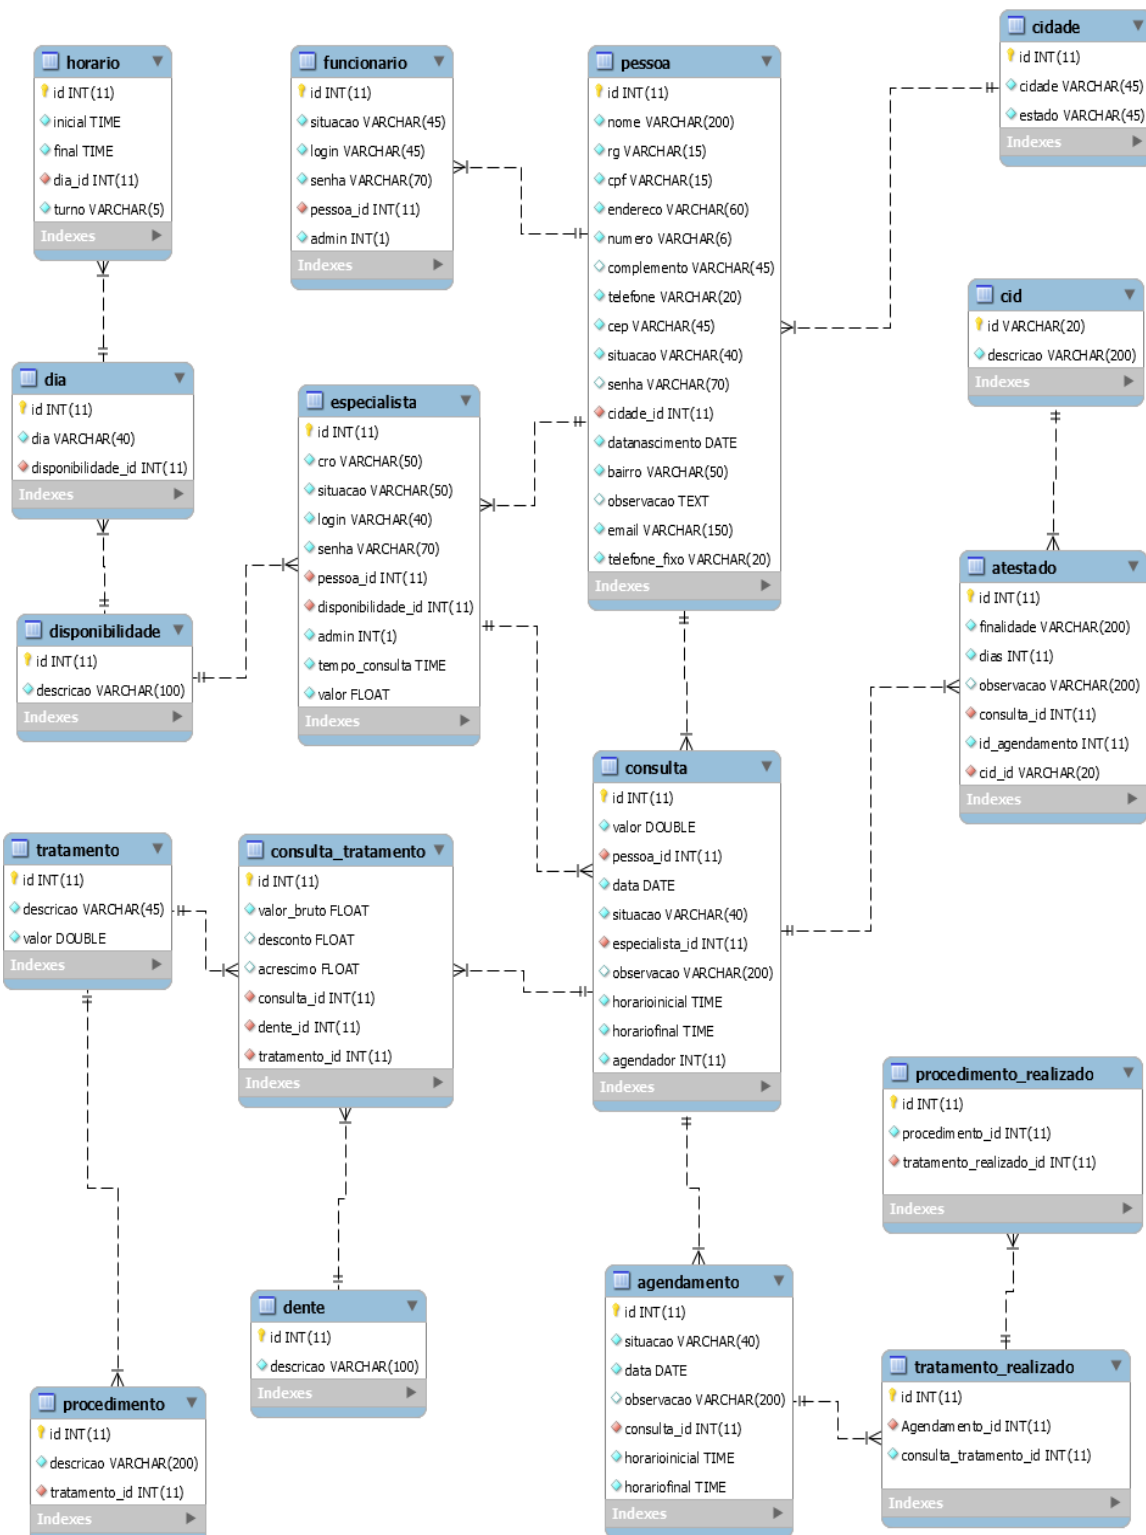 horario
id INT(11)
inicial TIME
final TIME
dia_id INT(11)
turno VARCHAR(5)
Indexes
funcionario
id INT(11)
situacao VARCHAR(45)
login VARCHAR(45)
senha VARCHAR(70)
pessoa_id INT(11)
admin INT(1)
Indexes
pessoa
id INT(11)
nome VARCHAR(200)
rg VARCHAR(15)
cpf VARCHAR(15)
endereco VARCHAR(60)
numero VARCHAR(6)
complemento VARCHAR(45)
telefone VARCHAR(20)
cep VARCHAR(45)
situacao VARCHAR(40)
senha VARCHAR(70)
cidade_id INT(11)
datanascimento DATE
bairro VARCHAR(50)
observacao TEXT
email VARCHAR(150)
telefone_fixo VARCHAR(20)
Indexes
cidade
id INT(11)
cidade VARCHAR(45)
estado VARCHAR(45)
Indexes
cid
id VARCHAR(20)
descricao VARCHAR(200)
Indexes
dia
id INT(11)
dia VARCHAR(40)
disponibilidade_id INT(11)
Indexes
especialista
id INT(11)
cro VARCHAR(50)
situacao VARCHAR(50)
login VARCHAR(40)
senha VARCHAR(70)
pessoa_id INT(11)
disponibilidade_id INT(11)
admin INT(1)
tempo_consulta TIME
valor FLOAT
Indexes
atestado
id INT(11)
finalidade VARCHAR(200)
dias INT(11)
observacao VARCHAR(200)
consulta_id INT(11)
id_agendamento INT(11)
cid_id VARCHAR(20)
Indexes
disponibilidade
id INT(11)
descricao VARCHAR(100)
Indexes
consulta
id INT(11)
valor DOUBLE
pessoa_id INT(11)
data DATE
situacao VARCHAR(40)
especialista_id INT(11)
observacao VARCHAR(200)
horarioinicial TIME
horariofinal TIME
agendador INT(11)
Indexes
tratamento
id INT(11)
descricao VARCHAR(45)
valor DOUBLE
Indexes
consulta_tratamento
id INT(11)
valor_bruto FLOAT
desconto FLOAT
acrescimo FLOAT
consulta_id INT(11)
dente_id INT(11)
tratamento_id INT(11)
Indexes
procedimento_realizado
id INT(11)
procedimento_id INT(11)
tratamento_realizado_id INT(11)
Indexes
agendamento
id INT(11)
situacao VARCHAR(40)
data DATE
observacao VARCHAR(200)
consulta_id INT(11)
horarioinicial TIME
horariofinal TIME
Indexes
dente
id INT(11)
descricao VARCHAR(100)
Indexes
tratamento_realizado
id INT(11)
Agendamento_id INT(11)
consulta_tratamento_id INT(11)
Indexes
procedimento
id INT(11)
descricao VARCHAR(200)
tratamento_id INT(11)
Indexes